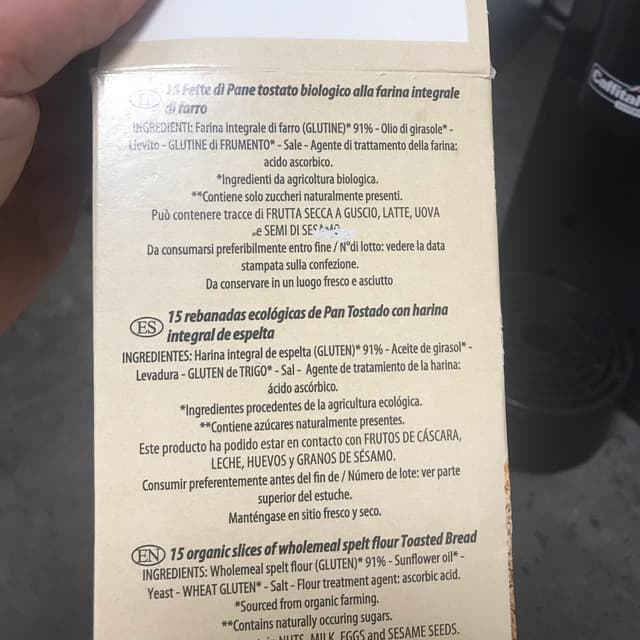 IT 15 Fette di Pane tostato biologico alla farina integrale
di farro
INGREDIENTI: Farina integrale di farro (GLUTINE)* 91% - Olio di girasole* -
Lievito - GLUTINE di FRUMENTO* - Sale - Agente di trattamento della farina:
acido ascorbico.
*Ingredienti da agricoltura biologica.
**Contiene solo zuccheri naturalmente presenti.
Può contenere tracce di FRUTTA SECCA A GUSCIO, LATTE, UOVA
e SEMI DI SESAMO
Da consumarsi preferibilmente entro fine / N°di lotto: vedere la data
stampata sulla confezione.
Da conservare in un luogo fresco e asciutto
ES 15 rebanadas ecológicas de Pan Tostado con harina
integral de espelta
INGREDIENTES: Harina integral de espelta (GLUTEN)* 91% - Aceite de girasol* -
Levadura - GLUTEN de TRIGO* - Sal - Agente de tratamiento de la harina:
ácido ascórbico.
*Ingredientes procedentes de la agricultura ecológica.
**Contiene azúcares naturalmente presentes.
Este producto ha podido estar en contacto con FRUTOS DE CÁSCARA,
LECHE, HUEVOS y GRANOS DE SÉSAMO.
Consumir preferentemente antes del fin de / Número de lote: ver parte
superior del estuche.
Manténgase en sitio fresco y seco.
EN 15 organic slices of wholemeal spelt flour Toasted Bread
INGREDIENTS: Wholemeal spelt flour (GLUTEN)* 91% - Sunflower oil* -
Yeast - WHEAT GLUTEN* - Salt - Flour treatment agent: ascorbic acid.
*Sourced from organic farming.
**Contains naturally occuring sugars.
NUTS, MILK, EGGS and SESAME SEEDS.